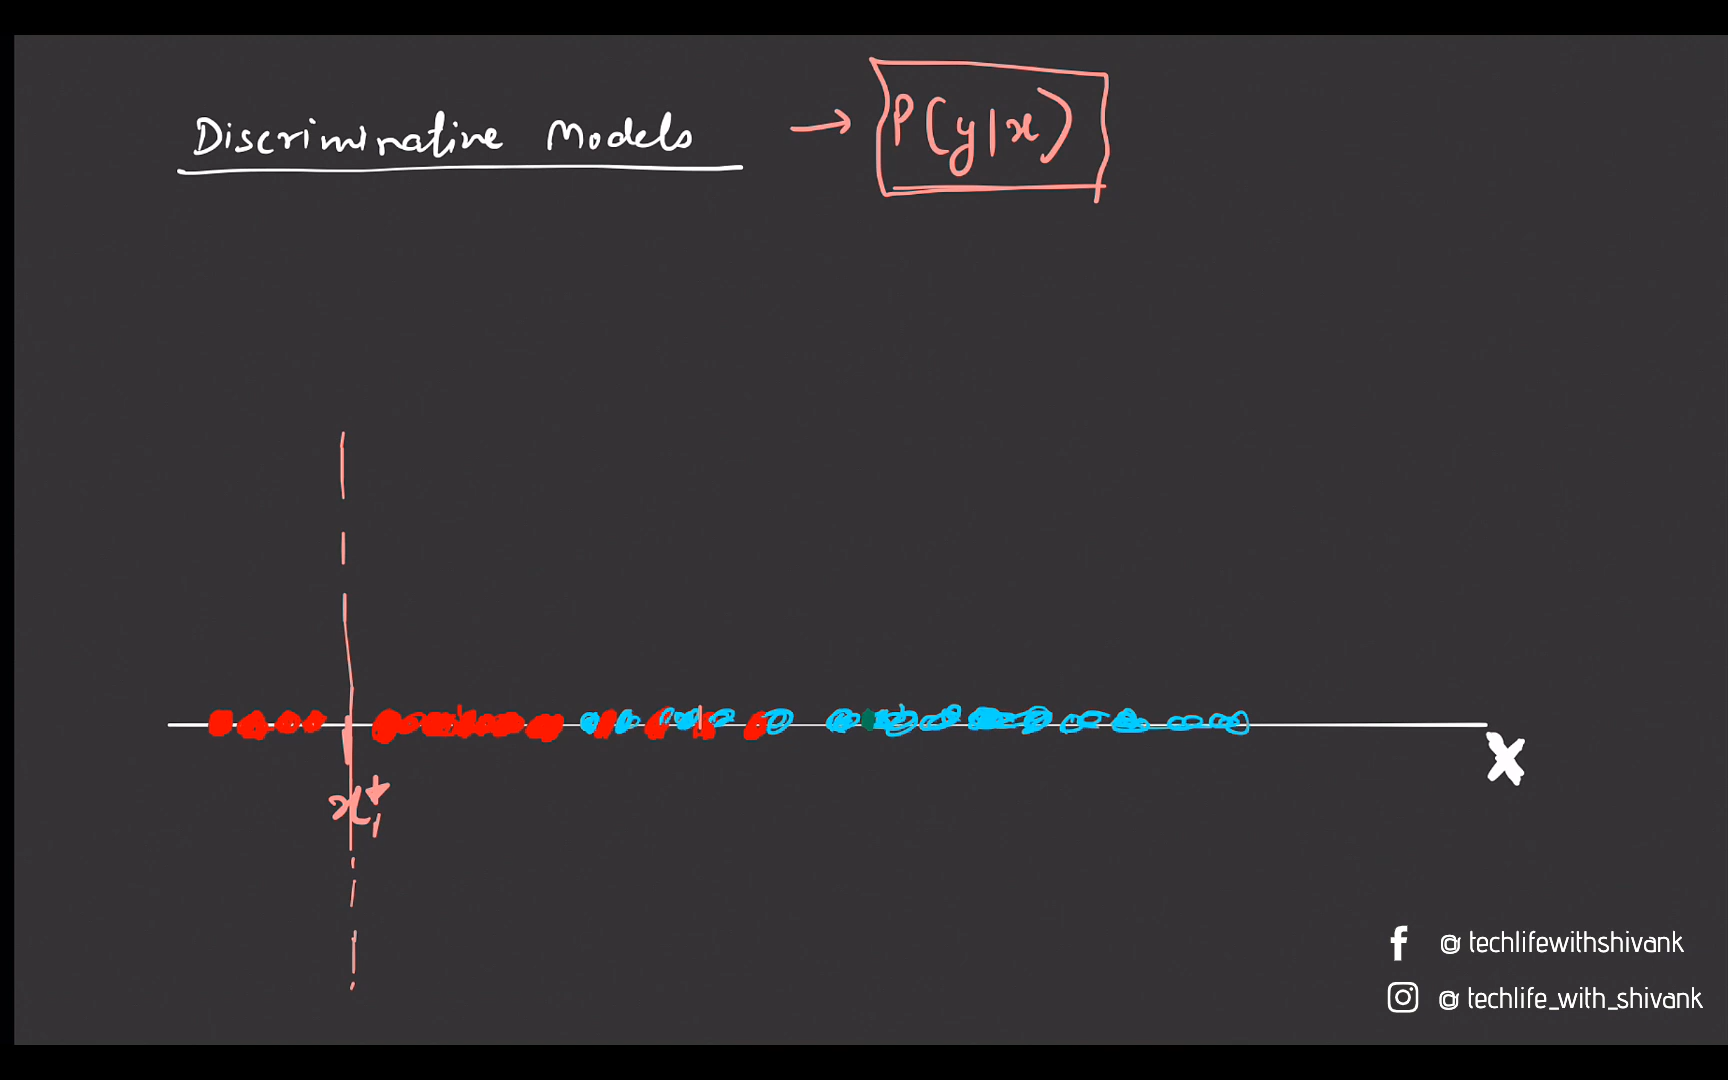 Discriminative Models → P(y|x)
X
@ techlifewithshivank
@ techlife_with_shivank